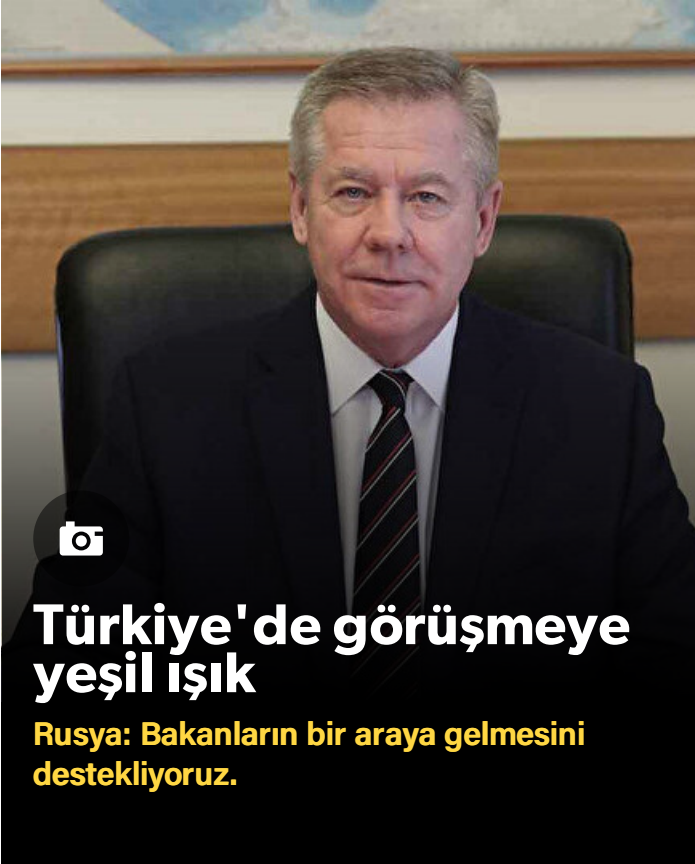 Türkiye'de görüşmeye
yeşil ışık
Rusya: Bakanların bir araya gelmesini
destekliyoruz.